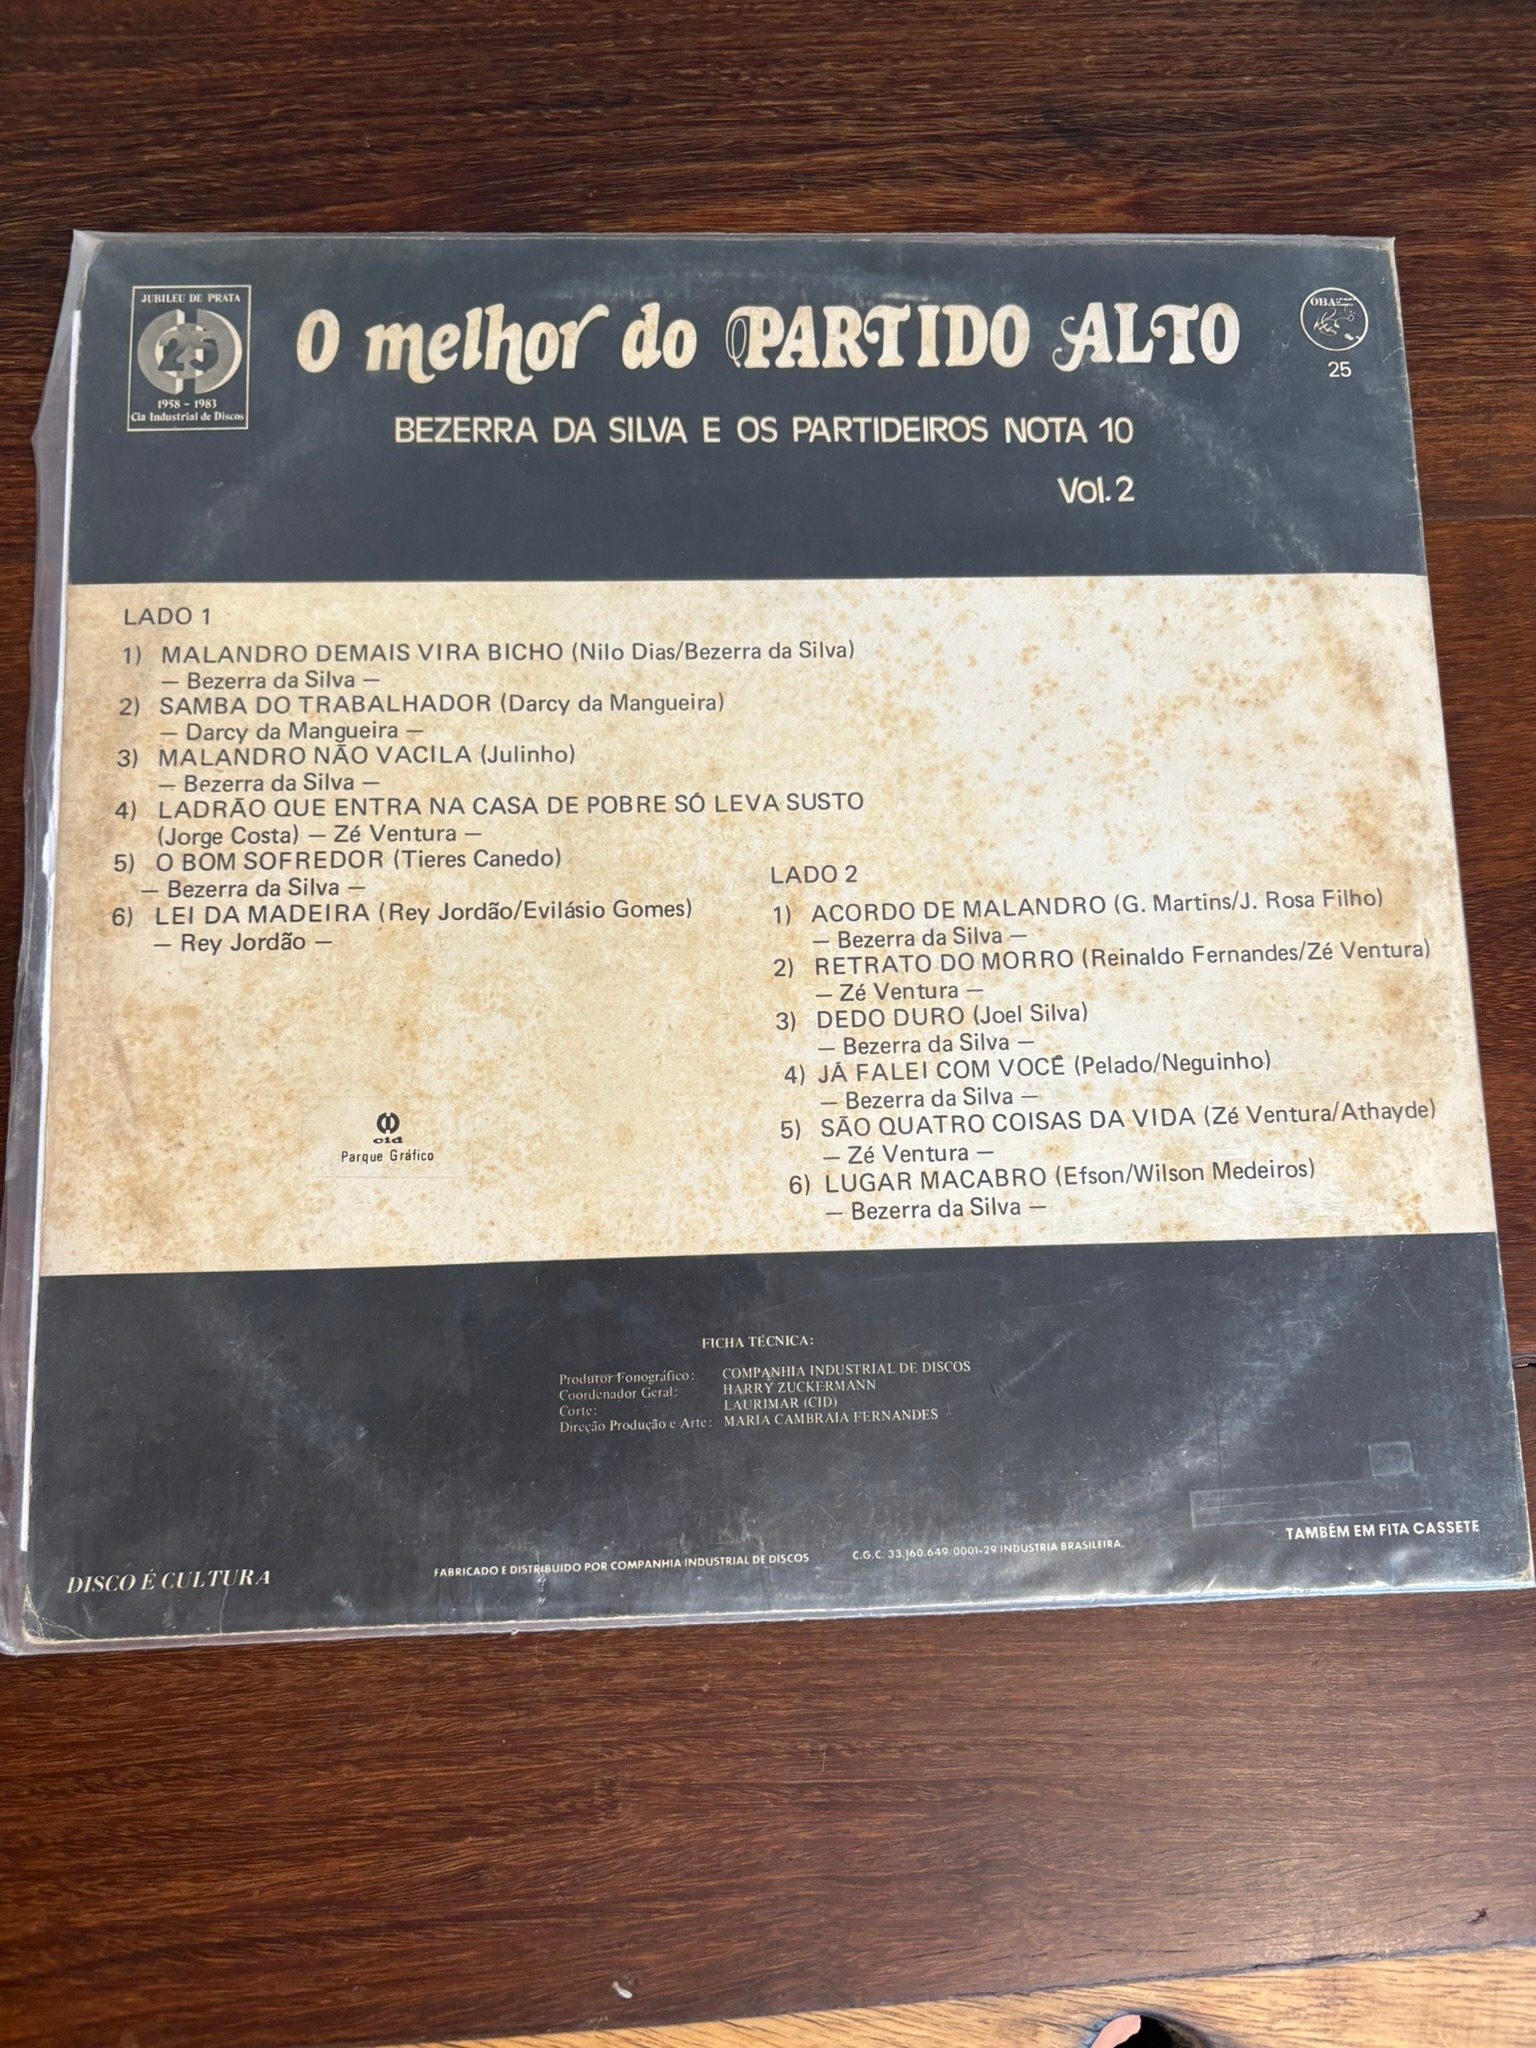 JUBILEU DE PRATA
25
1958 - 1983
Cia Industrial de Discos
O melhor do PARTIDO ALTO
OBA
25
BEZERRA DA SILVA E OS PARTIDEIROS NOTA 10
Vol. 2
LADO 1
1) MALANDRO DEMAIS VIRA BICHO (Nilo Dias/Bezerra da Silva)
— Bezerra da Silva —
2) SAMBA DO TRABALHADOR (Darcy da Mangueira)
— Darcy da Mangueira —
3) MALANDRO NÃO VACILA (Julinho)
— Bezerra da Silva —
4) LADRÃO QUE ENTRA NA CASA DE POBRE SÓ LEVA SUSTO
(Jorge Costa) — Zé Ventura —
5) O BOM SOFREDOR (Tieres Canedo)
— Bezerra da Silva —
6) LEI DA MADEIRA (Rey Jordão/Evilásio Gomes)
— Rey Jordão —
LADO 2
1) ACORDO DE MALANDRO (G. Martins/J. Rosa Filho)
— Bezerra da Silva —
2) RETRATO DO MORRO (Reinaldo Fernandes/Zé Ventura)
— Zé Ventura —
3) DEDO DURO (Joel Silva)
— Bezerra da Silva —
4) JÁ FALEI COM VOCÊ (Pelado/Neguinho)
— Bezerra da Silva —
5) SÃO QUATRO COISAS DA VIDA (Zé Ventura/Athayde)
— Zé Ventura —
6) LUGAR MACABRO (Efson/Wilson Medeiros)
— Bezerra da Silva —
cid
Parque Gráfico
FICHA TÉCNICA:
Produtor Fonográfico: COMPANHIA INDUSTRIAL DE DISCOS
Coordenador Geral: HARRY ZUCKERMANN
Corte: LAURIMAR (CID)
Direção Produção e Arte: MARIA CAMBRAIA FERNANDES
TAMBÉM EM FITA CASSETE
DISCO É CULTURA
FABRICADO E DISTRIBUIDO POR COMPANHIA INDUSTRIAL DE DISCOS
C.G.C. 33.160.649/0001-29 INDUSTRIA BRASILEIRA.